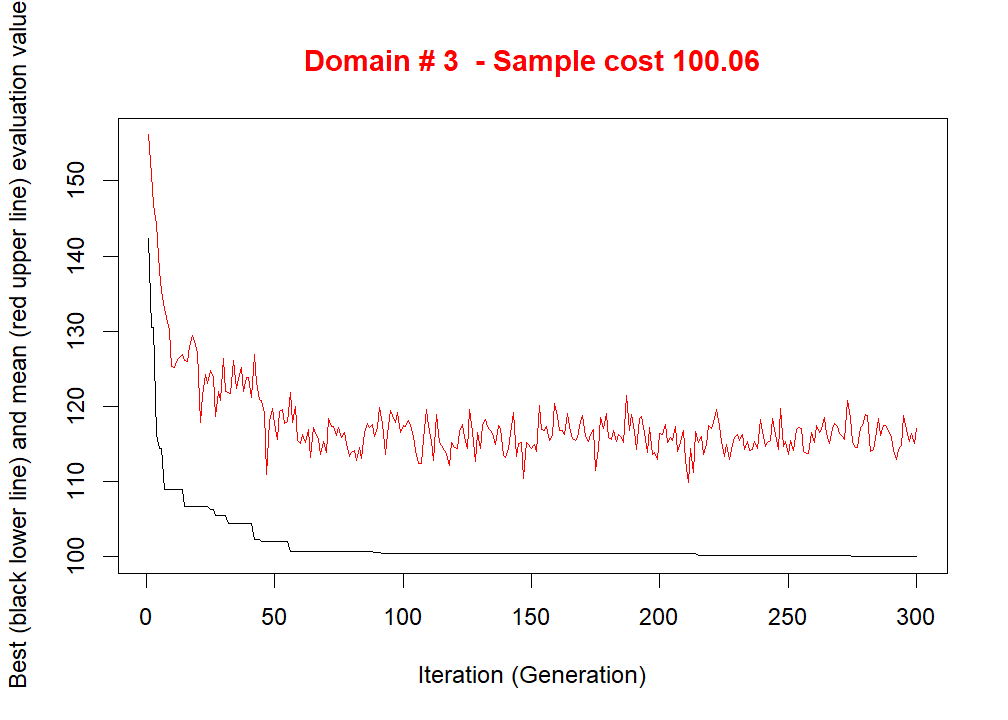 Domain # 3  - Sample cost 100.06
Best (black lower line) and mean (red upper line) evaluation value
150
140
130
120
110
100
0 50 100 150 200 250 300
Iteration (Generation)